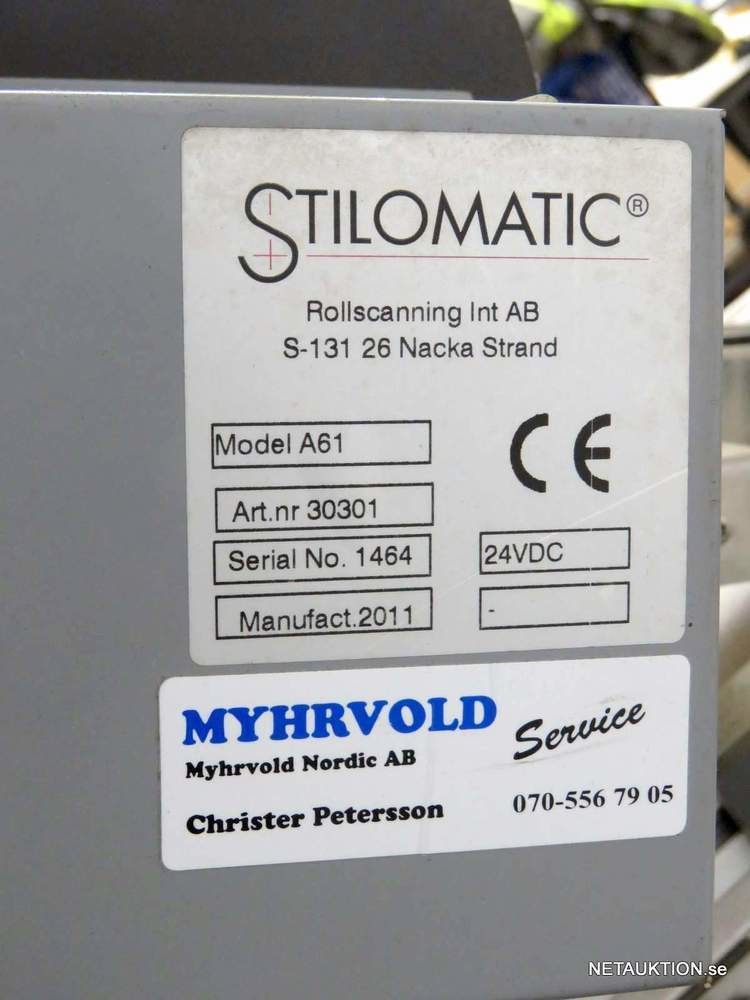 STILOMATIC®
Rollscanning Int AB
S-131 26 Nacka Strand
Model A61
CE
Art.nr 30301
Serial No. 1464
24VDC
Manufact.2011
-
MYHRVOLD
Service
Myhrvold Nordic AB
Christer Petersson
070-556 79 05
NETAUKTION.se